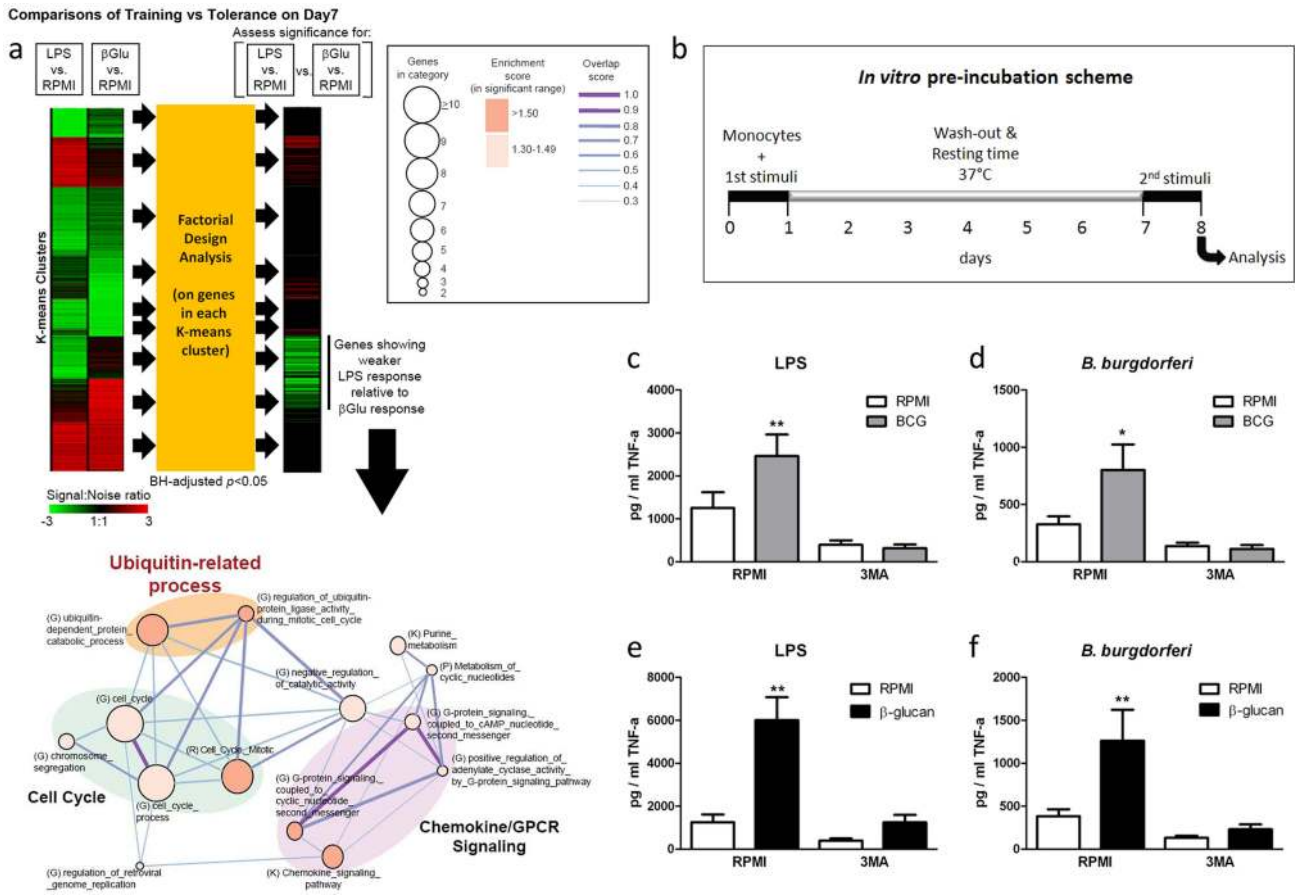 Comparisons of Training vs Tolerance on Day7
a
LPS
vs.
RPMI
βGlu
vs.
RPMI
Assess significance for:
LPS
vs.
RPMI
vs.
βGlu
vs.
RPMI
K-means Clusters
Factorial
Design
Analysis
(on genes
in each
K-means
cluster)
BH-adjusted p<0.05
Signal:Noise ratio
-3 1:1 3
Genes showing
weaker
LPS response
relative to
βGlu response
Genes
in category
≥10
9
8
7
6
5
4
3
2
Enrichment
score
(in significant range)
>1.50
1.30-1.49
Overlap
score
1.0
0.9
0.8
0.7
0.6
0.5
0.4
0.3
Ubiquitin-related
process
(G) ubiquitin-
dependent_protein_
catabolic_process
(G) regulation_of_ubiquitin-
protein_ligase_activity_
during_mitotic_cell_cycle
(K) Purine_
metabolism
(P) Metabolism_of_
cyclic_nucleotides
(G) negative_regulation_
of_catalytic_activity
(G) cell_cycle
(G) G-protein_signaling,_
coupled_to_cAMP_nucleotide_
second_messenger
(G) chromosome_
segregation
(R) Cell_Cycle_Mitotic
(G) positive_regulation_of_
adenylate_cyclase_activity_
by_G-protein_signaling_pathway
Cell Cycle
(G) cell_cycle_
process
(G) G-protein_signaling,_
coupled_to_
cyclic_nucleotide_
second_messenger
Chemokine/GPCR
Signaling
(G) regulation_of_retroviral
_genome_replication
(K) Chemokine_signaling_
pathway
b
In vitro pre-incubation scheme
Monocytes
+
1st stimuli
Wash-out &
Resting time
37°C
2nd stimuli
0 1 2 3 4 5 6 7 8
days
Analysis
c
LPS
pg / ml TNF-a
4000
3000
2000
1000
0
**
RPMI
BCG
RPMI 3MA
d
B. burgdorferi
pg / ml TNF-a
1500
1000
500
0
*
RPMI
BCG
RPMI 3MA
e
LPS
pg / ml TNF-a
8000
6000
4000
2000
0
**
RPMI
β-glucan
RPMI 3MA
f
B. burgdorferi
pg / ml TNF-a
2000
1500
1000
500
0
**
RPMI
β-glucan
RPMI 3MA